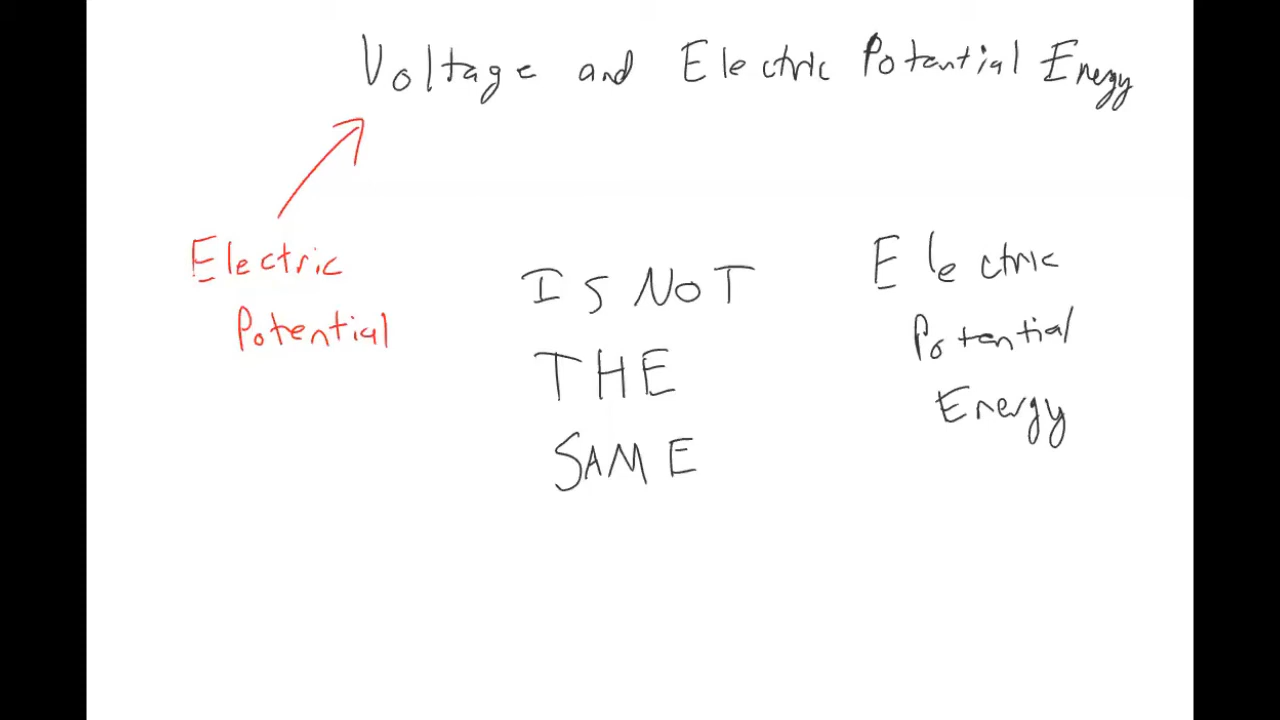 Voltage and Electric Potential Energy
Electric
Potential
IS NOT
THE
SAME
Electric
Potential
Energy